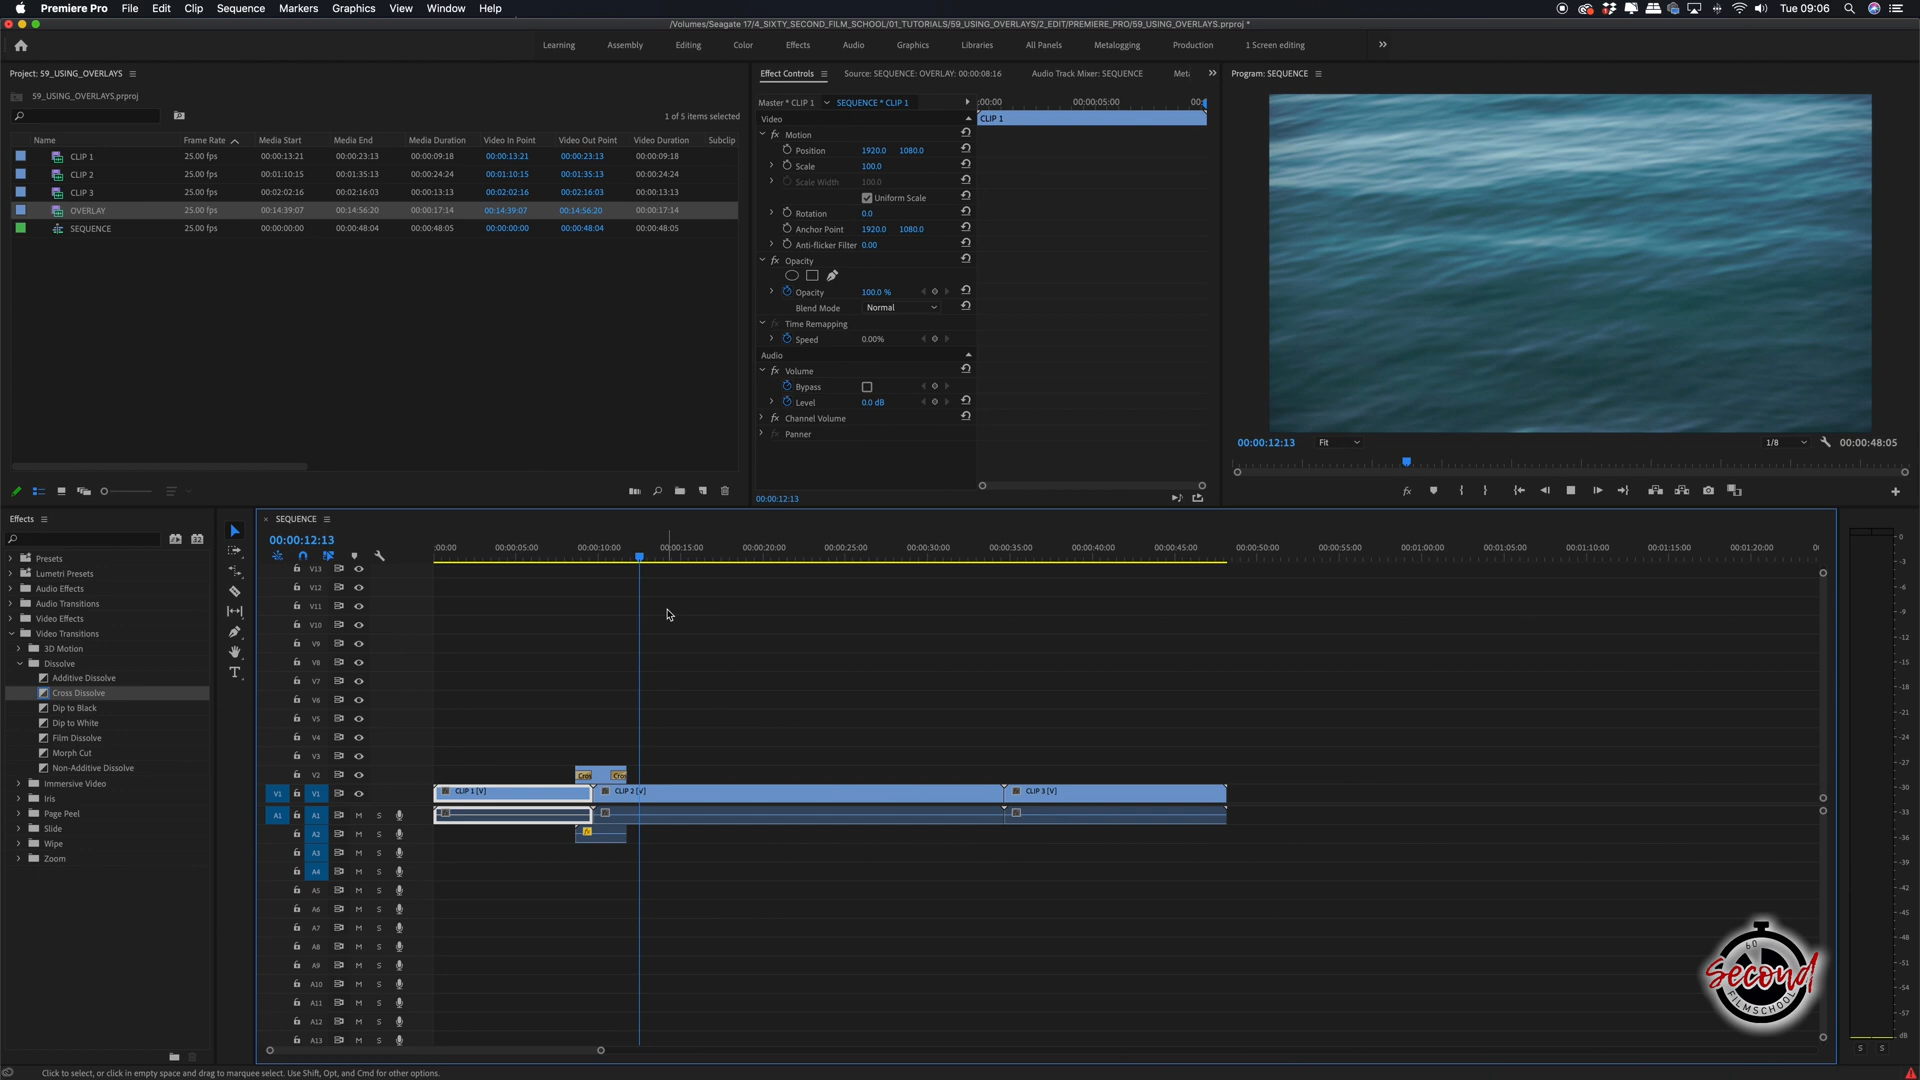 Premiere Pro File Edit Clip Sequence Markers Graphics View Window Help Tue 09:06
/Volumes/Seagate 17/4_SIXTY_SECOND_FILM_SCHOOL/01_TUTORIALS/59_USING_OVERLAYS/2_EDIT/PREMIERE_PRO/59_USING_OVERLAYS.prproj *
Learning Assembly Editing Color Effects Audio Graphics Libraries All Panels Metalogging Production 1 Screen editing
Project: 59_USING_OVERLAYS
59_USING_OVERLAYS.prproj
1 of 5 items selected
Name Frame Rate Media Start Media End Media Duration Video In Point Video Out Point Video Duration Subclip
CLIP 1 25.00 fps 00:00:13:21 00:00:23:13 00:00:09:18 00:00:13:21 00:00:23:13 00:00:09:18
CLIP 2 25.00 fps 00:01:10:15 00:01:35:13 00:00:24:24 00:01:10:15 00:01:35:13 00:00:24:24
CLIP 3 25.00 fps 00:02:02:16 00:02:16:03 00:00:13:13 00:02:02:16 00:02:16:03 00:00:13:13
OVERLAY 25.00 fps 00:14:39:07 00:14:56:20 00:00:17:14 00:14:39:07 00:14:56:20 00:00:17:14
SEQUENCE 25.00 fps 00:00:00:00 00:00:48:04 00:00:48:05 00:00:00:00 00:00:48:04 00:00:48:05
Effect Controls Source: SEQUENCE: OVERLAY: 00:00:08:16 Audio Track Mixer: SEQUENCE Met
Master * CLIP 1 SEQUENCE * CLIP 1 :00:00 00:00:05:00 00:
Video CLIP 1
fx Motion
Position 1920.0 1080.0
Scale 100.0
Scale Width 100.0
Uniform Scale
Rotation 0.0
Anchor Point 1920.0 1080.0
Anti-flicker Filter 0.00
fx Opacity
Opacity 100.0 %
Blend Mode Normal
fx Time Remapping
Speed 0.00%
Audio
fx Volume
Bypass
Level 0.0 dB
fx Channel Volume
fx Panner
00:00:12:13
Program: SEQUENCE
00:00:12:13 Fit 1/8 00:00:48:05
fx
Effects
Presets
Lumetri Presets
Audio Effects
Audio Transitions
Video Effects
Video Transitions
3D Motion
Dissolve
Additive Dissolve
Cross Dissolve
Dip to Black
Dip to White
Film Dissolve
Morph Cut
Non-Additive Dissolve
Immersive Video
Iris
Page Peel
Slide
Wipe
Zoom
T
SEQUENCE
00:00:12:13
:00:00 00:00:05:00 00:00:10:00 00:00:15:00 00:00:20:00 00:00:25:00 00:00:30:00 00:00:35:00 00:00:40:00 00:00:45:00 00:00:50:00 00:00:55:00 00:01:00:00 00:01:05:00 00:01:10:00 00:01:15:00 00:01:20:00
V13
V12
V11
V10
V9
V8
V7
V6
V5
V4
V3
V2 Cros Cros
V1 V1 CLIP 1 [V] CLIP 2 [V] CLIP 3 [V]
A1 A1 M S
A2 M S fx
A3 M S
A4 M S
A5 M S
A6 M S
A7 M S
A8 M S
A9 M S
A10 M S
A11 M S
A12 M S
A13 M S
0
-3
-6
-9
-12
-15
-18
-21
-24
-27
-30
-33
-36
-39
-42
-45
-48
-51
-54
-57
dB
S S
60
Second
FILMSCHOOL
Click to select, or click in empty space and drag to marquee select. Use Shift, Opt, and Cmd for other options.